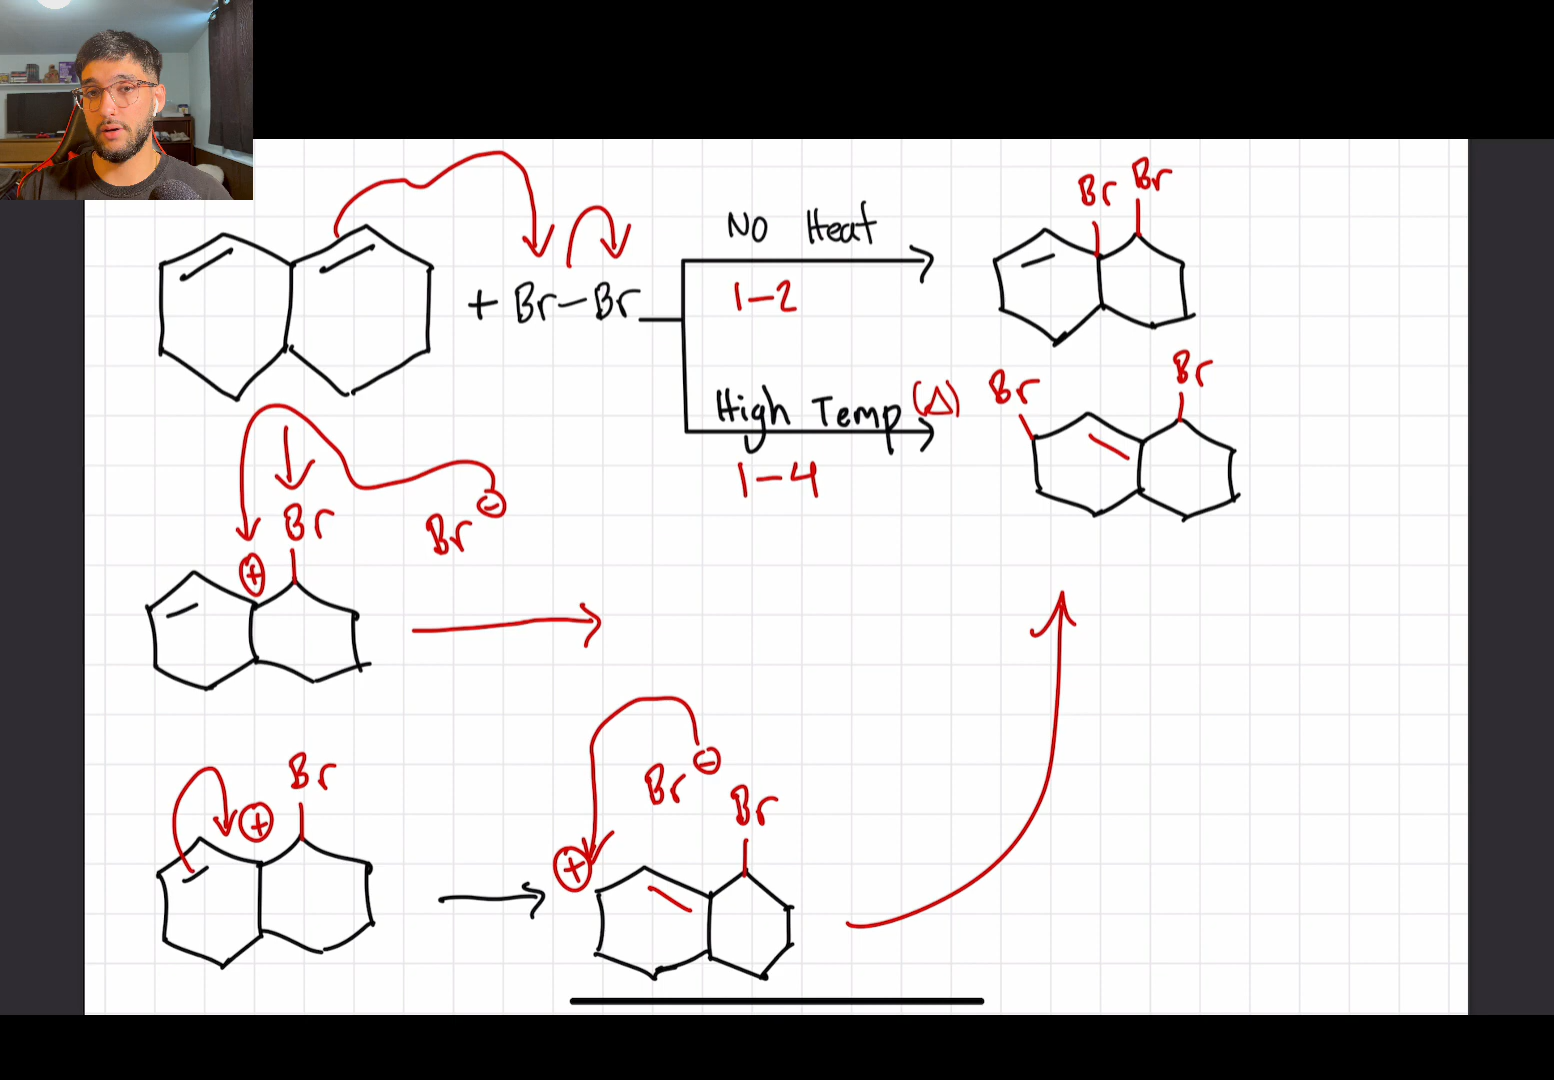 Br Br
NO Heat
+ Br-Br
1-2
High Temp (Δ)
1-4
Br Br
Br
Br ⊖
⊕
Br
⊕
Br ⊖
Br
⊕